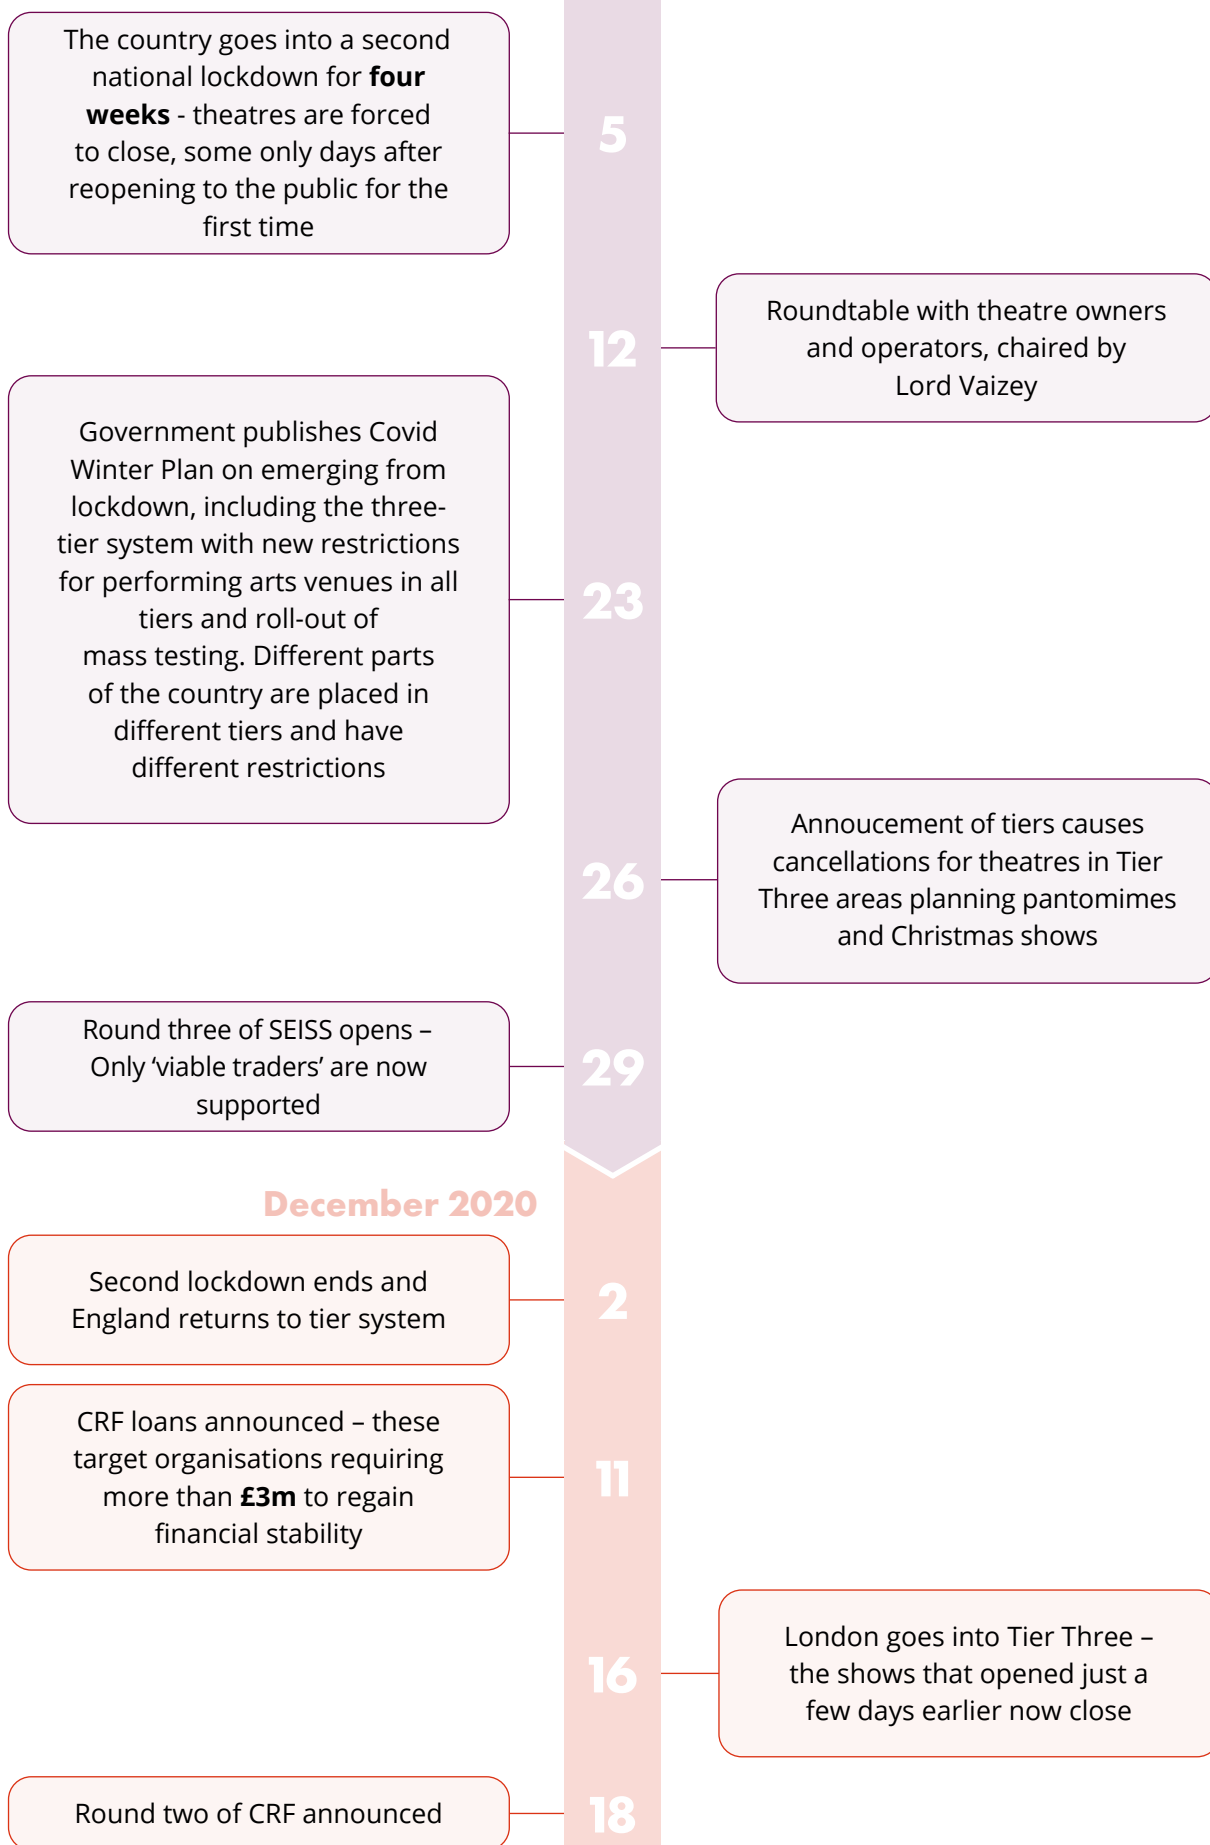 The country goes into a second
national lockdown for four
weeks - theatres are forced
to close, some only days after
reopening to the public for the
first time
5
12
Roundtable with theatre owners
and operators, chaired by
Lord Vaizey
Government publishes Covid
Winter Plan on emerging from
lockdown, including the three-
tier system with new restrictions
for performing arts venues in all
tiers and roll-out of
mass testing. Different parts
of the country are placed in
different tiers and have
different restrictions
23
26
Annoucement of tiers causes
cancellations for theatres in Tier
Three areas planning pantomimes
and Christmas shows
Round three of SEISS opens –
Only ‘viable traders’ are now
supported
29
December 2020
Second lockdown ends and
England returns to tier system
2
CRF loans announced – these
target organisations requiring
more than £3m to regain
financial stability
11
16
London goes into Tier Three –
the shows that opened just a
few days earlier now close
Round two of CRF announced
18